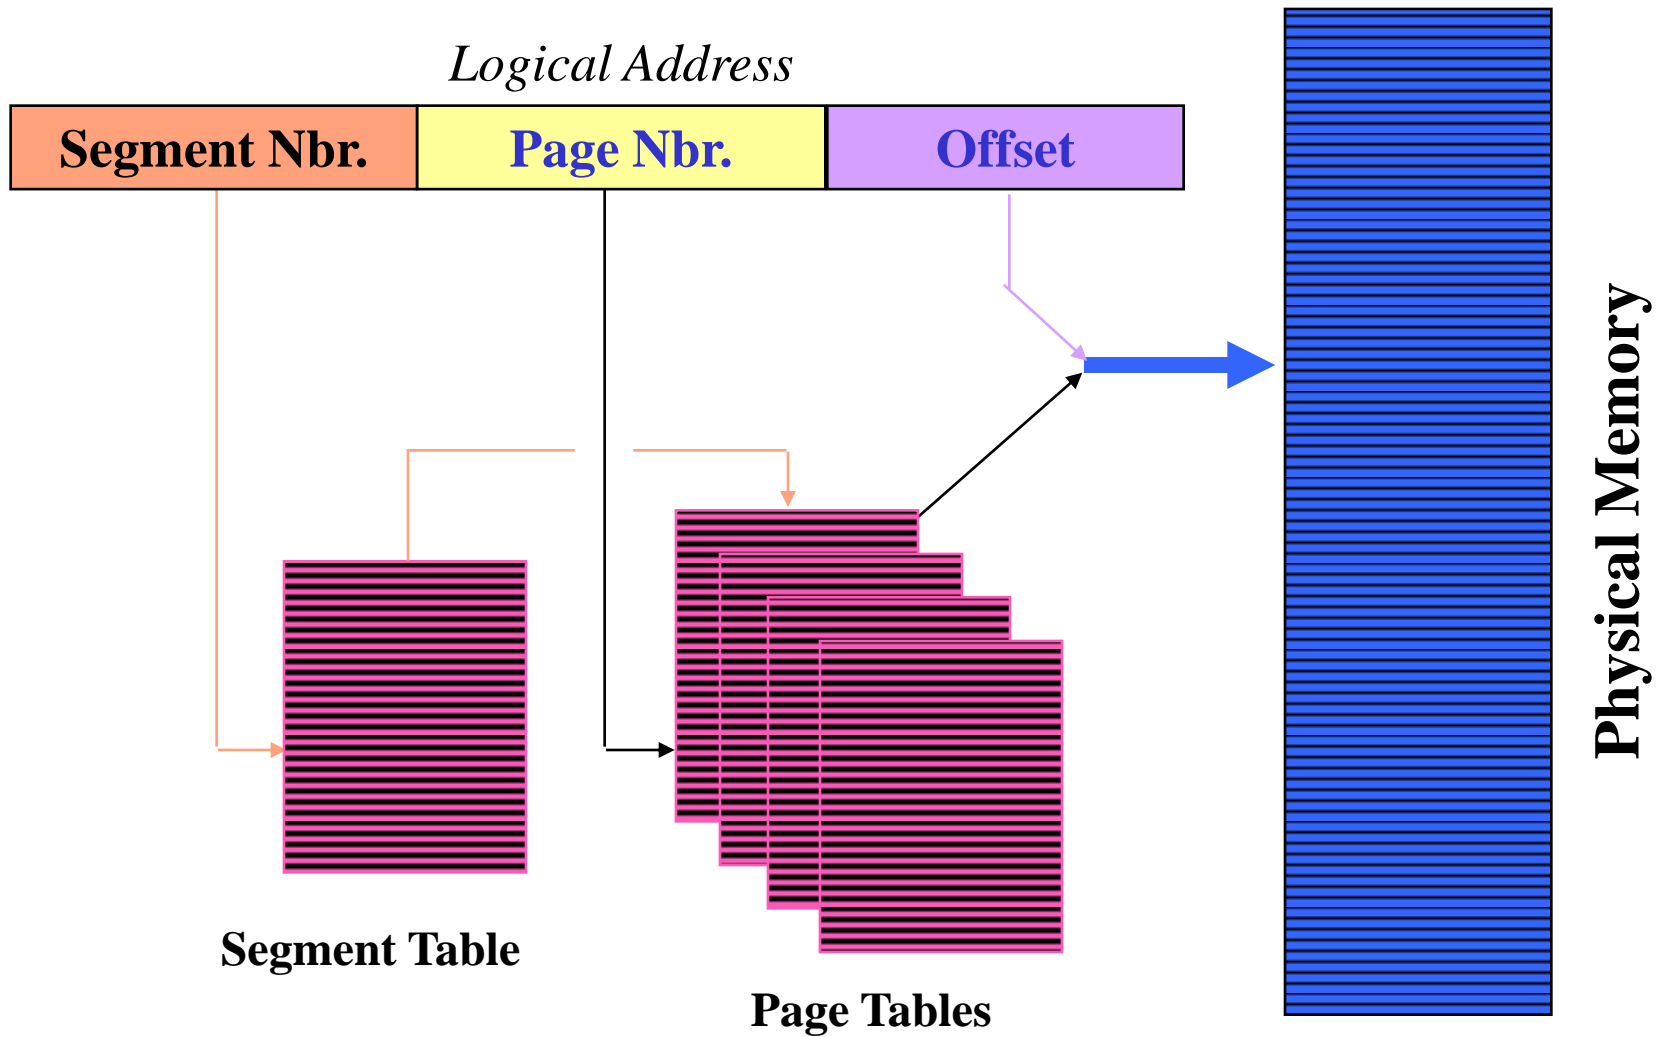 Logical Address
Segment Nbr. Page Nbr. Offset
Physical Memory
Segment Table
Page Tables